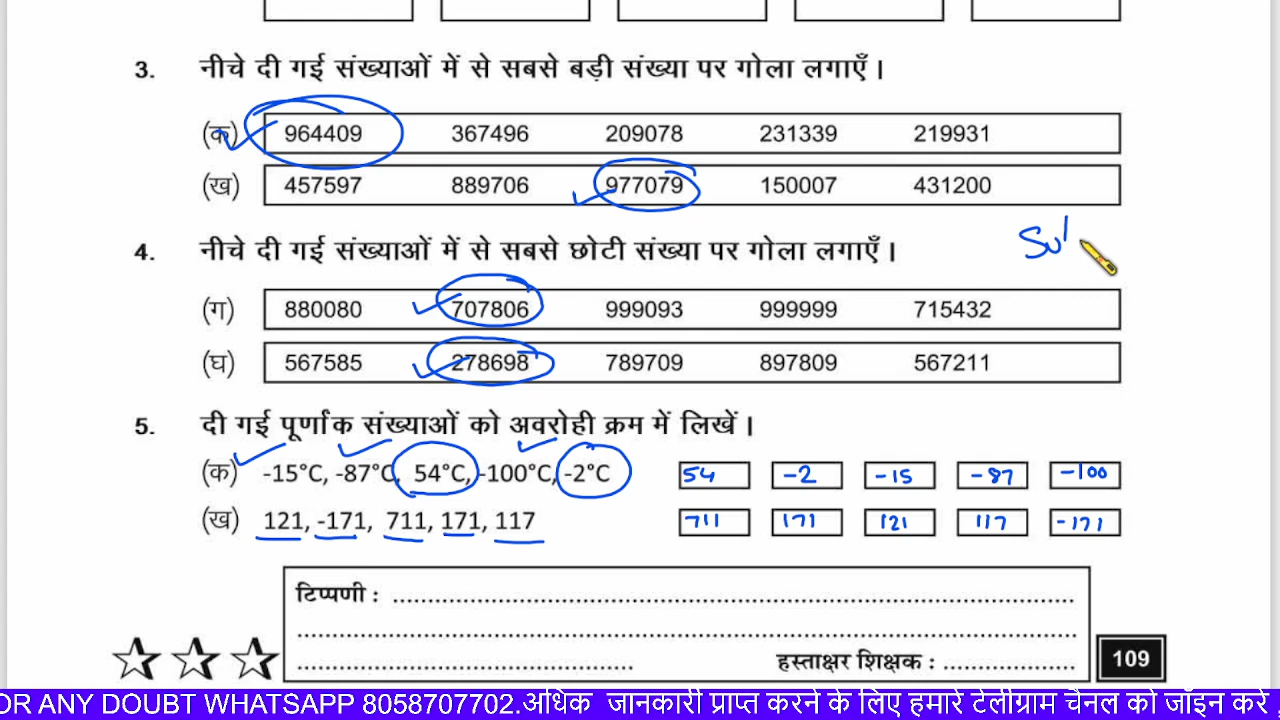 3. नीचे दी गई संख्याओं में से सबसे बड़ी संख्या पर गोला लगाएँ।
(क) 964409 367496 209078 231339 219931
(ख) 457597 889706 977079 150007 431200
4. नीचे दी गई संख्याओं में से सबसे छोटी संख्या पर गोला लगाएँ।
(ग) 880080 707806 999093 999999 715432
(घ) 567585 278698 789709 897809 567211
5. दी गई पूर्णांक संख्याओं को अवरोही क्रम में लिखें।
(क) -15°C, -87°C, 54°C, -100°C, -2°C 54 -2 -15 -87 -100
(ख) 121, -171, 711, 171, 117 711 171 121 117 -171
टिप्पणी : ................................................................
................................................................
................................ हस्ताक्षर शिक्षक : ................
109
OR ANY DOUBT WHATSAPP 8058707702.अधिक जानकारी प्राप्त करने के लिए हमारे टेलीग्राम चैनल को जॉइन करे